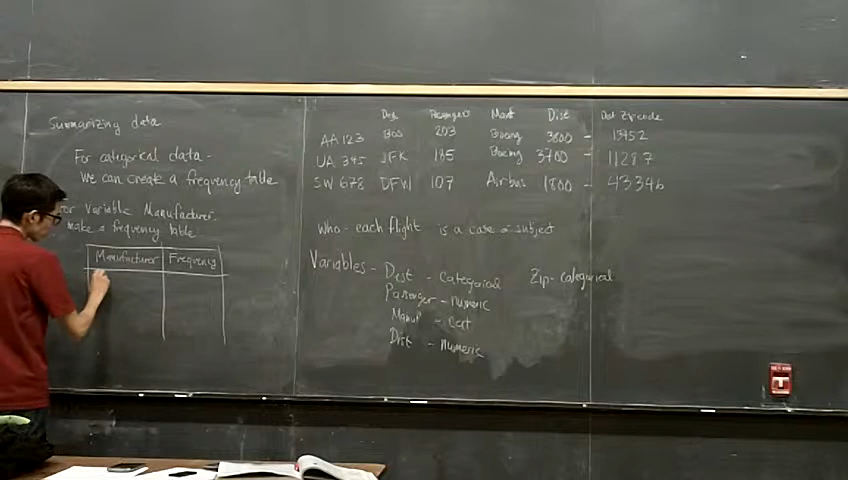 Summarizing data
For categorical data -
We can create a frequency table
for Variable Manufacturer.
make a frequency table
Manufacturer Frequency
Dest Passengers Manf Dist Dest Zip code
AA 123 Bos 203 Boeing 3800 -
UA 345 JFK 185 Boeing 3700 - 11287
SW 678 DFW 107 Airbus 1800 - 43346
Who - each flight is a case or subject
Variables - Dest - Categorical Zip - categorical
Passenger - Numeric
Manuf - Cat
Dist - Numeric